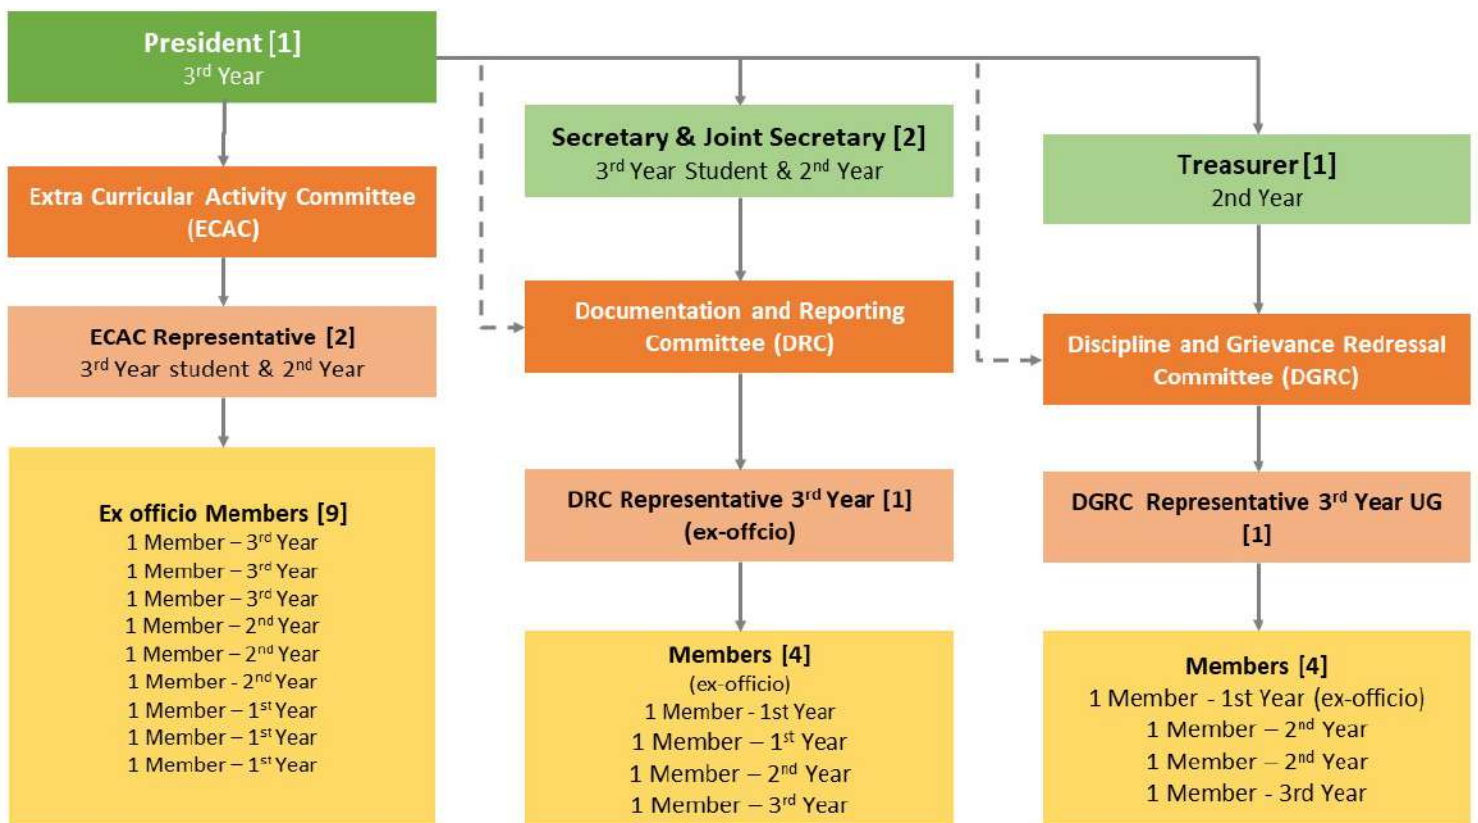 President [1]
3rd Year
Extra Curricular Activity Committee
(ECAC)
ECAC Representative [2]
3rd Year student & 2nd Year
Ex officio Members [9]
1 Member – 3rd Year
1 Member – 3rd Year
1 Member – 3rd Year
1 Member – 2nd Year
1 Member – 2nd Year
1 Member - 2nd Year
1 Member – 1st Year
1 Member – 1st Year
1 Member – 1st Year
Secretary & Joint Secretary [2]
3rd Year Student & 2nd Year
Documentation and Reporting
Committee (DRC)
DRC Representative 3rd Year [1]
(ex-offcio)
Members [4]
(ex-officio)
1 Member - 1st Year
1 Member – 1st Year
1 Member – 2nd Year
1 Member – 3rd Year
Treasurer [1]
2nd Year
Discipline and Grievance Redressal
Committee (DGRC)
DGRC Representative 3rd Year UG
[1]
Members [4]
1 Member - 1st Year (ex-officio)
1 Member – 2nd Year
1 Member – 2nd Year
1 Member - 3rd Year